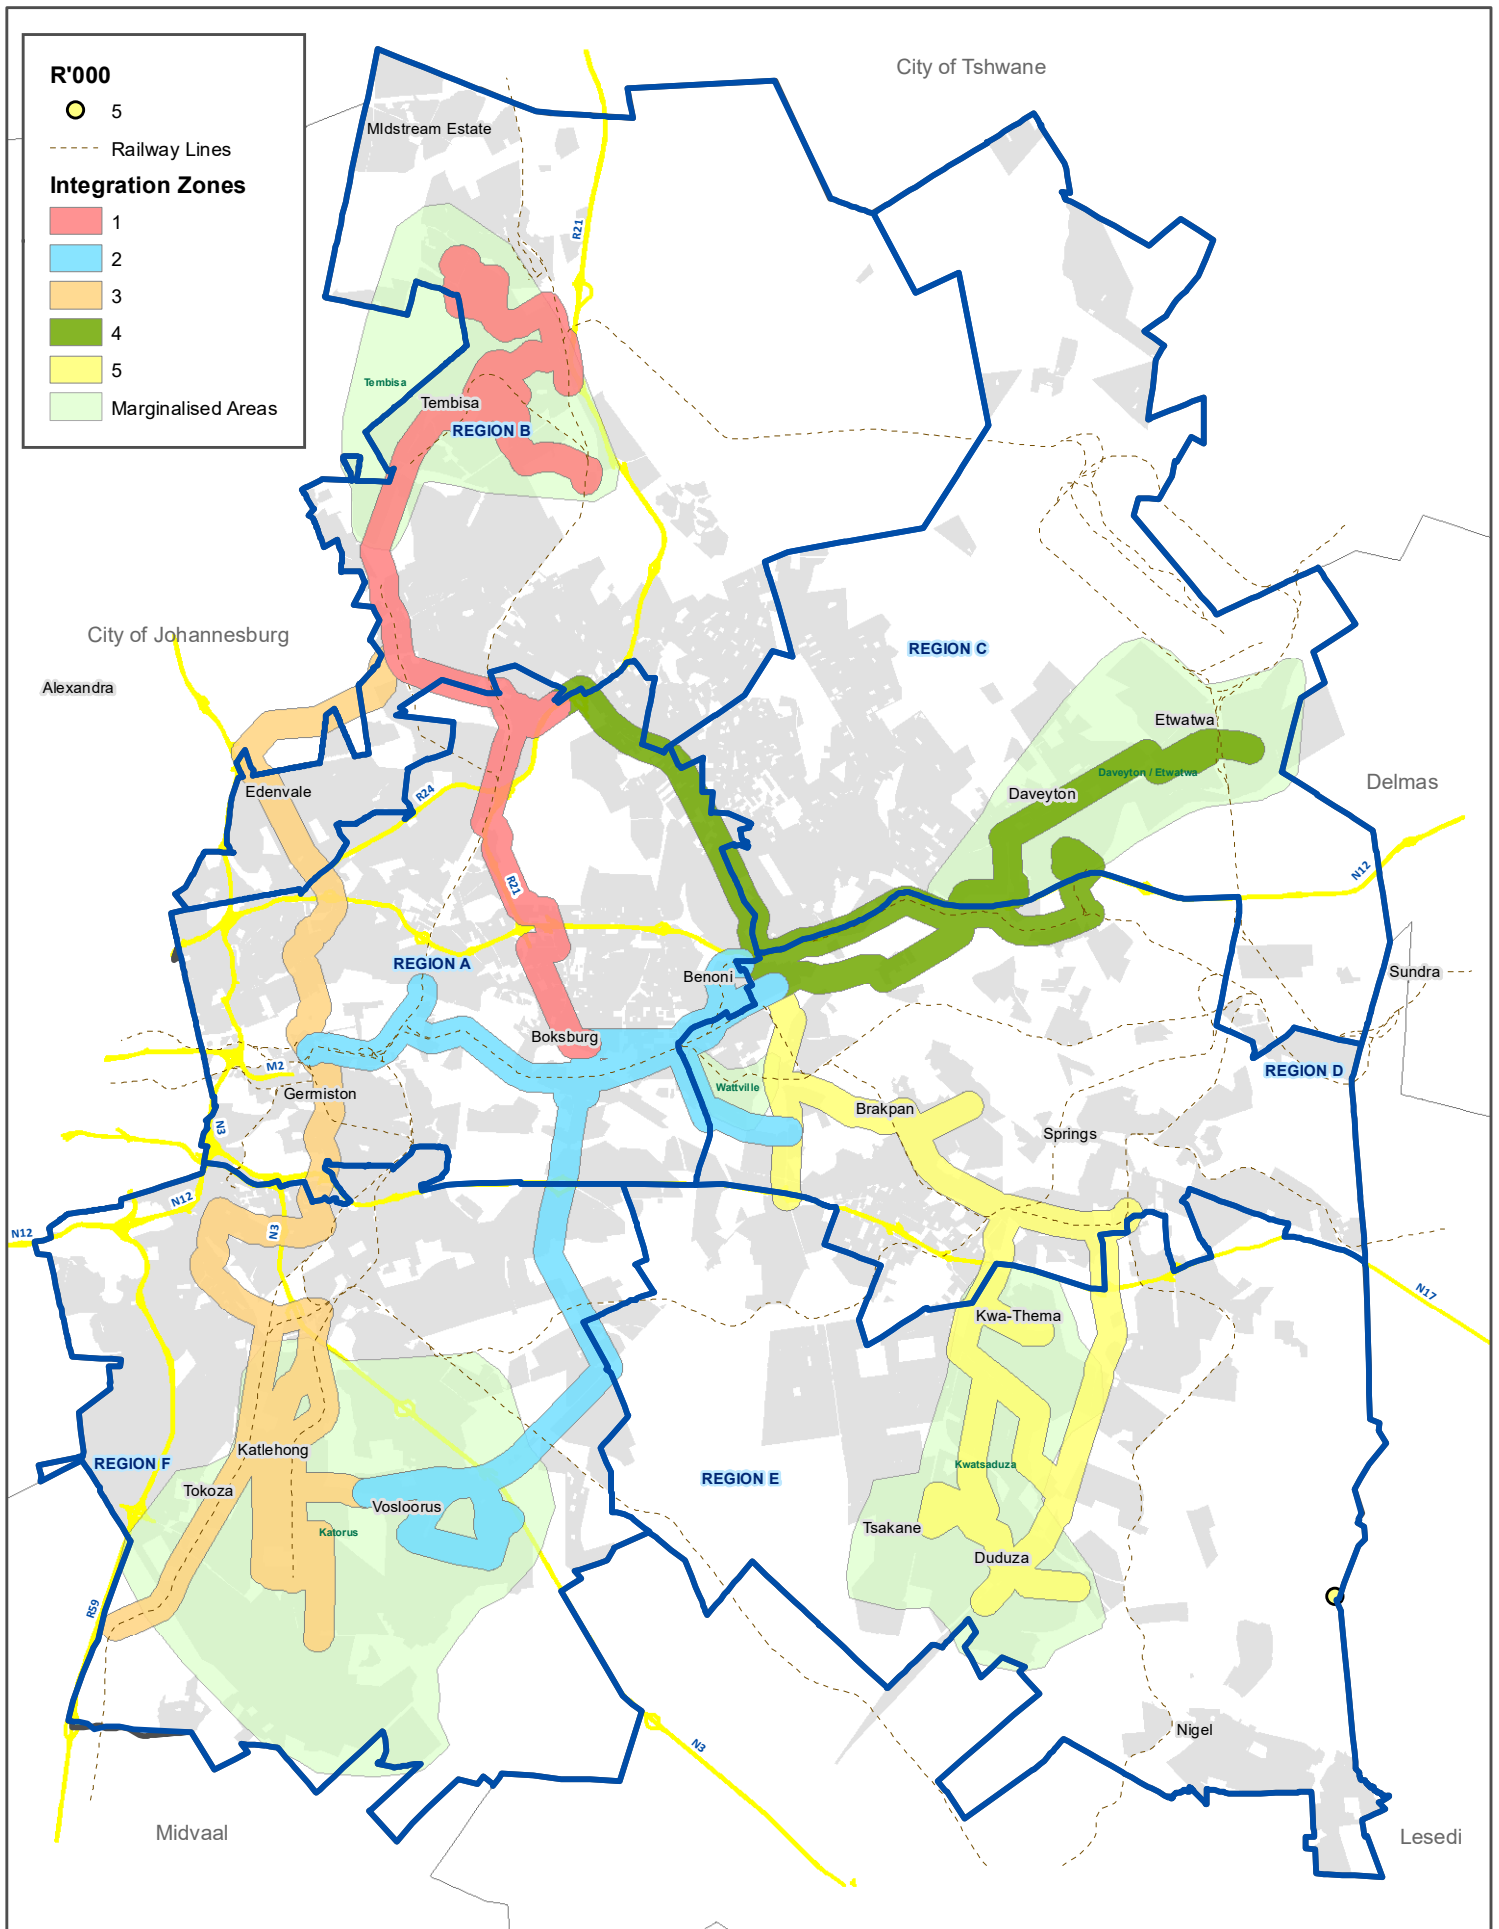 R'000
5
Railway Lines
Integration Zones
1
2
3
4
5
Marginalised Areas
City of Tshwane
MIdstream Estate
R21
Tembisa
Tembisa
REGION B
City of Johannesburg
REGION C
Alexandra
Etwatwa
Daveyton / Etwatwa
Delmas
Edenvale
R24
Daveyton
N12
R21
REGION A
Benoni
Sundra
Boksburg
M2
REGION D
Germiston
Wattville
Brakpan
N3
Springs
N12
N12
N3
N17
Kwa-Thema
Katlehong
REGION F
Kwatsaduza
REGION E
Tokoza
Vosloorus
Katorus
Tsakane
Duduza
R59
Nigel
N3
Midvaal
Lesedi